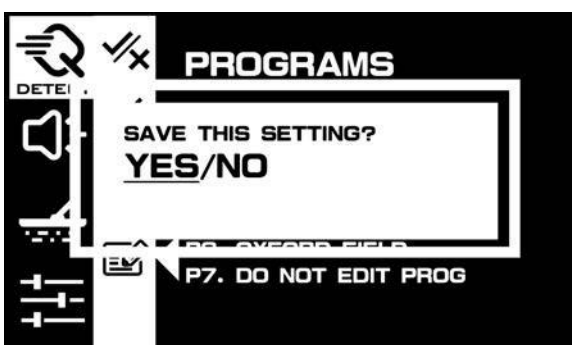 PROGRAMS
SAVE THIS SETTING?
YES/NO
P7. DO NOT EDIT PROG